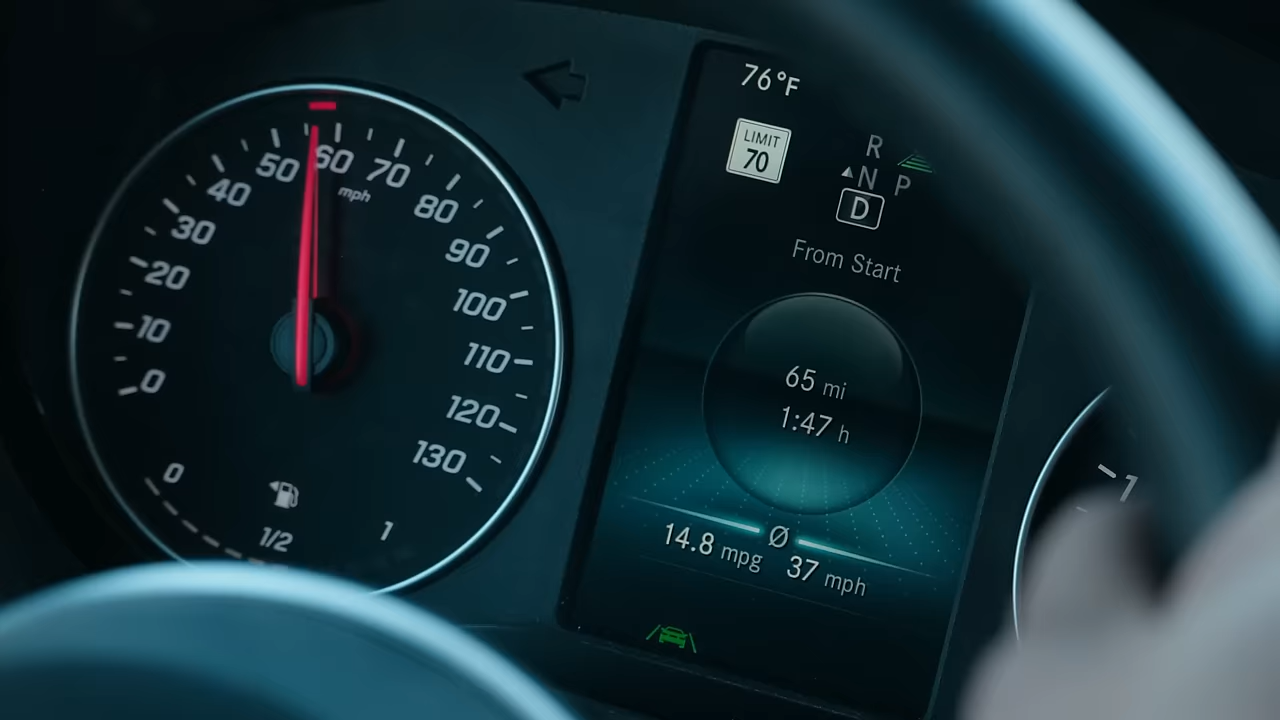 50 60 70
mph
40 80
30 90
20 100
10 110
0 120
130
0 1/2 1
76°F
LIMIT
70
R
N P
D
From Start
65 mi
1:47 h
Ø
14.8 mpg 37 mph
1